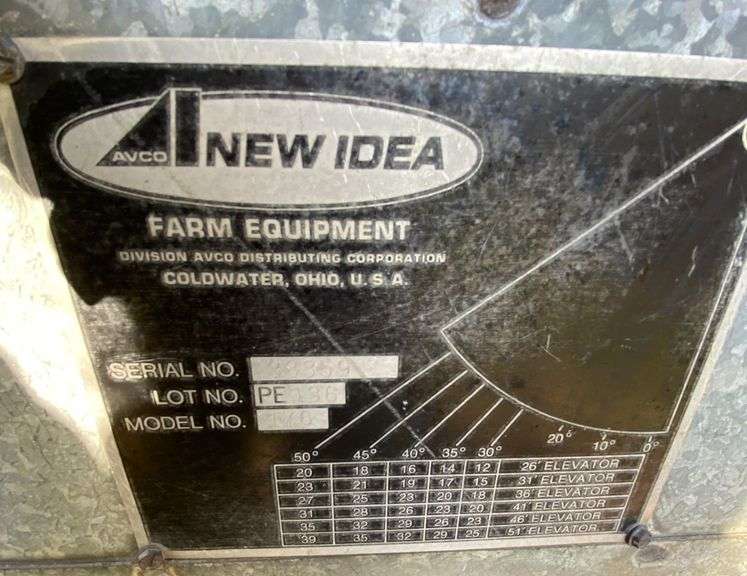 AVCO NEW IDEA
FARM EQUIPMENT
DIVISION AVCO DISTRIBUTING CORPORATION
COLDWATER, OHIO, U.S.A.
SERIAL NO.
LOT NO. PE
MODEL NO.
50° 45° 40° 35° 30° 20° 10° 0°
20 18 16 14 12 26' ELEVATOR
23 21 19 17 15 31' ELEVATOR
27 25 23 20 18 36' ELEVATOR
31 28 26 23 20 41' ELEVATOR
35 32 29 26 23 46' ELEVATOR
39 35 32 29 25 51' ELEVATOR